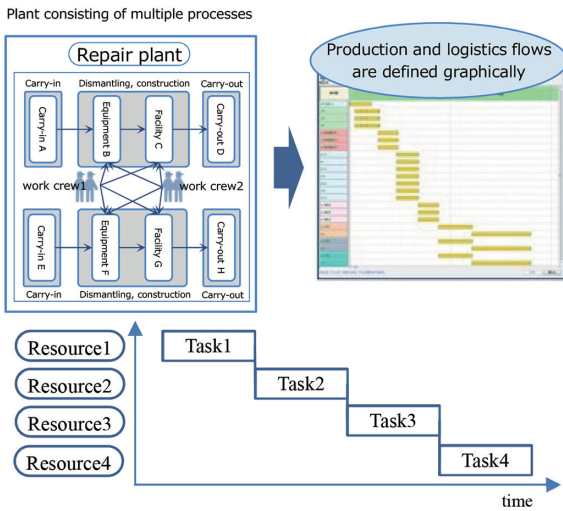 Plant consisting of multiple processes
Repair plant
Carry-in
Dismantling, construction
Carry-out
Carry-in A
Equipment B
Facility C
Carry-out D
work crew1
work crew2
Carry-in E
Equipment F
Facility G
Carry-out H
Carry-in
Dismantling, construction
Carry-out
Production and logistics flows
are defined graphically
Resource1
Task1
Resource2
Task2
Resource3
Task3
Resource4
Task4
time